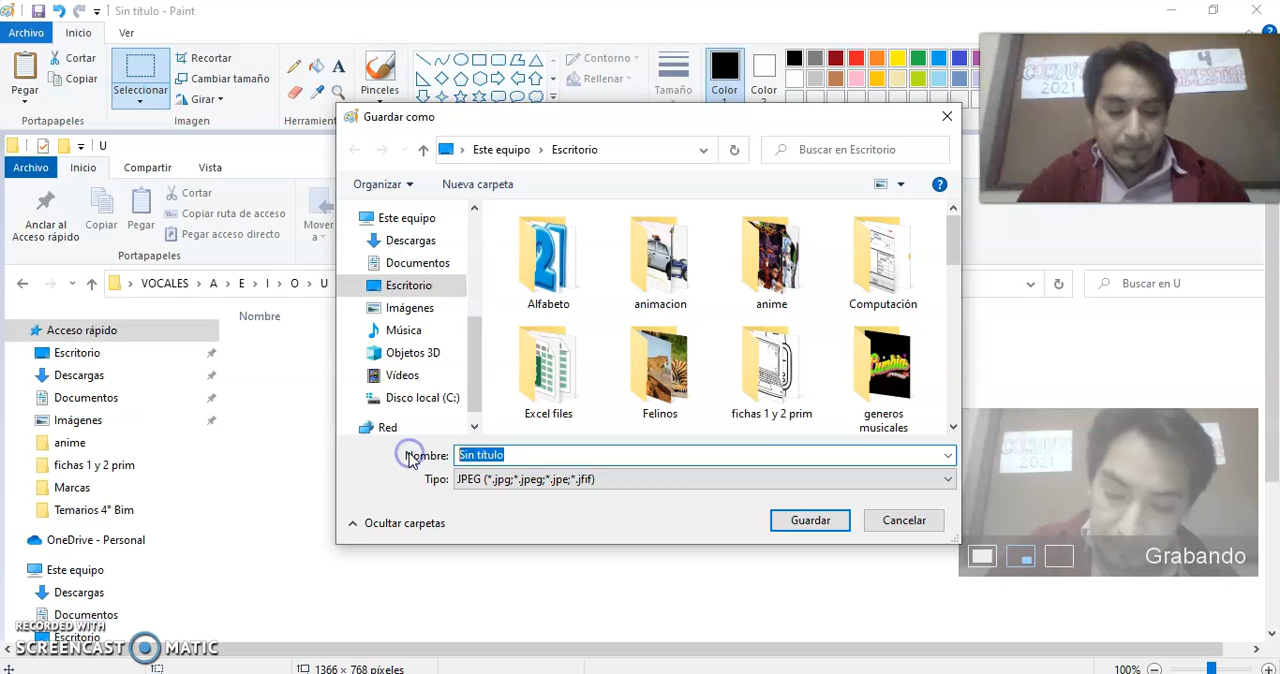 Sin título - Paint
Archivo Inicio Ver
Pegar
Cortar
Copiar
Portapapeles
Seleccionar
Recortar
Cambiar tamaño
Girar
Imagen
Herramient
A
Pinceles
Contorno
Rellenar
Tamaño
Color
1
Color
2
COMPUT
2021
4
BIMESTRE
U
Archivo Inicio Compartir Vista
Anclar al
Acceso rápido
Copiar
Pegar
Cortar
Copiar ruta de acceso
Pegar acceso directo
Mover
a
Portapapeles
VOCALES A E I O U
Buscar en U
Nombre
Acceso rápido
Escritorio
Descargas
Documentos
Imágenes
anime
fichas 1 y 2 prim
Marcas
Temarios 4° Bim
OneDrive - Personal
Este equipo
Descargas
Documentos
Escritorio
Guardar como
Este equipo Escritorio
Buscar en Escritorio
Organizar Nueva carpeta
Este equipo
Descargas
Documentos
Escritorio
Imágenes
Música
Objetos 3D
Vídeos
Disco local (C:)
Red
Alfabeto animacion anime Computación
Excel files Felinos fichas 1 y 2 prim generos
musicales
Nombre: Sin título
Tipo: JPEG (*.jpg;*.jpeg;*.jpe;*.jfif)
Ocultar carpetas
Guardar Cancelar
2021
Grabando
RECORDED WITH
SCREENCAST MATIC
1366 × 768 píxeles
100%